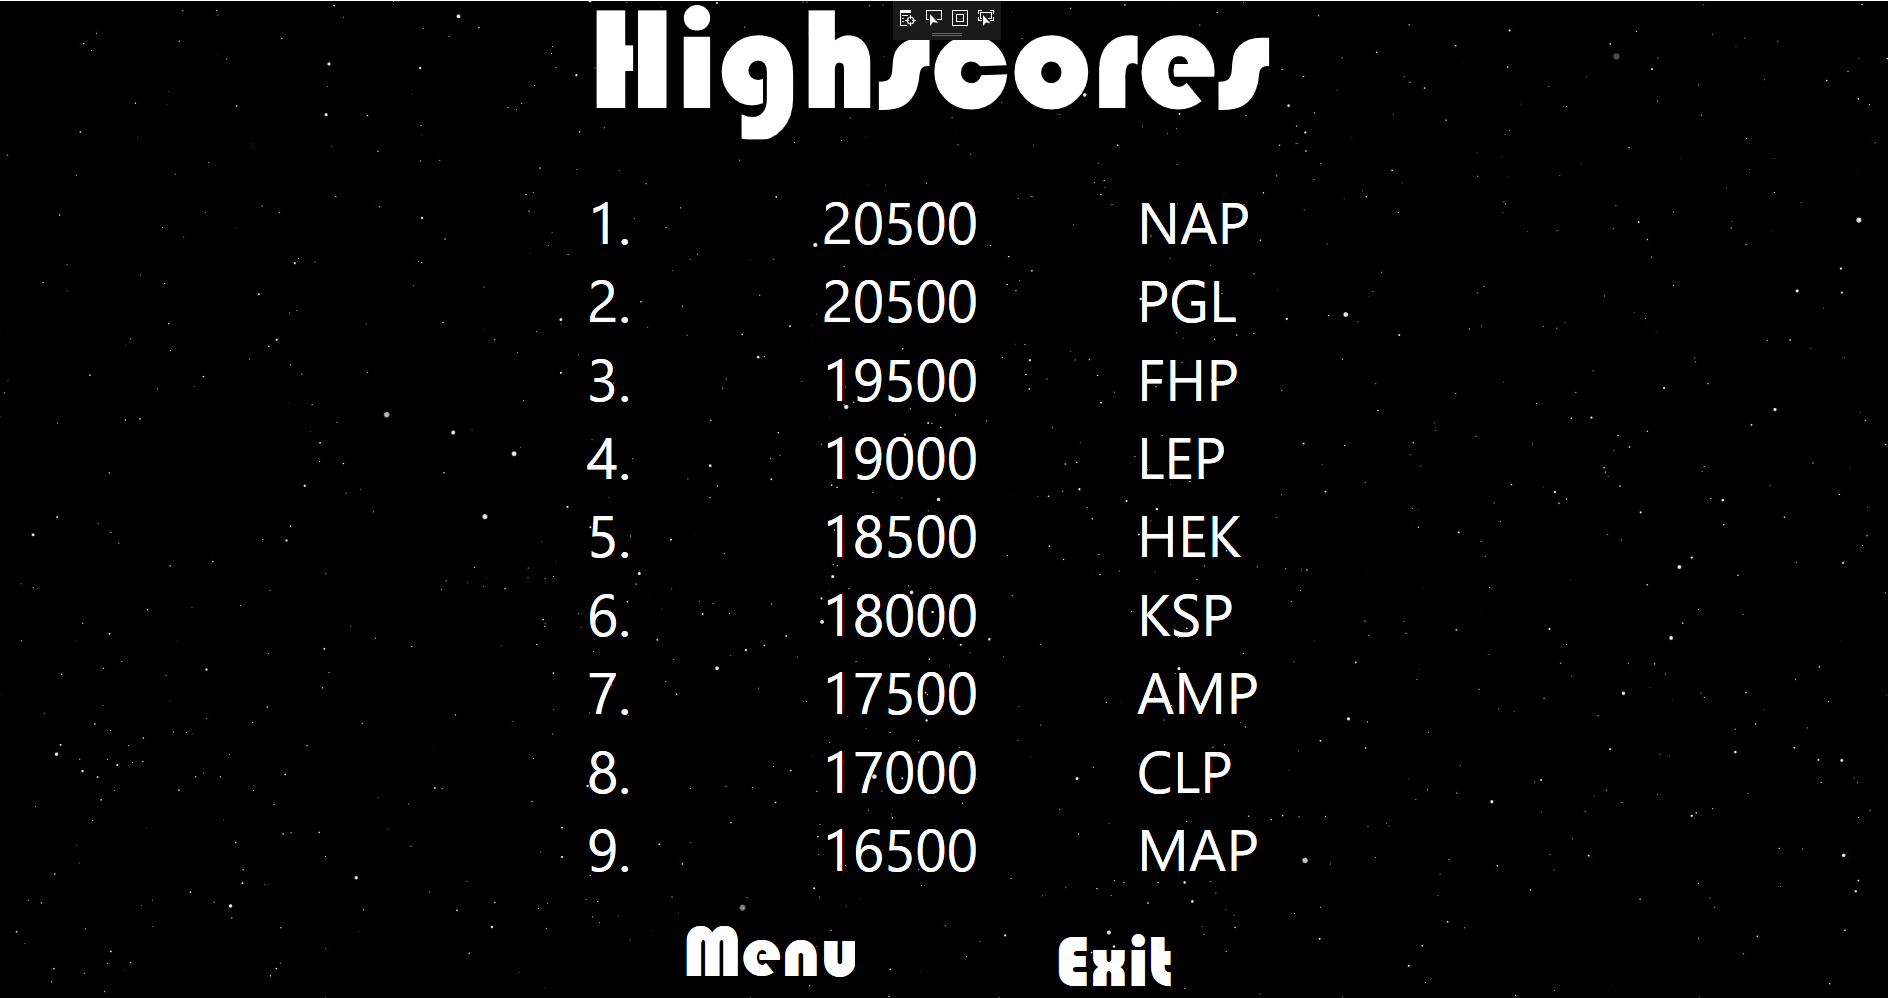 Highscores
1. 20500 NAP
2. 20500 PGL
3. 19500 FHP
4. 19000 LEP
5. 18500 HEK
6. 18000 KSP
7. 17500 AMP
8. 17000 CLP
9. 16500 MAP
Menu Exit